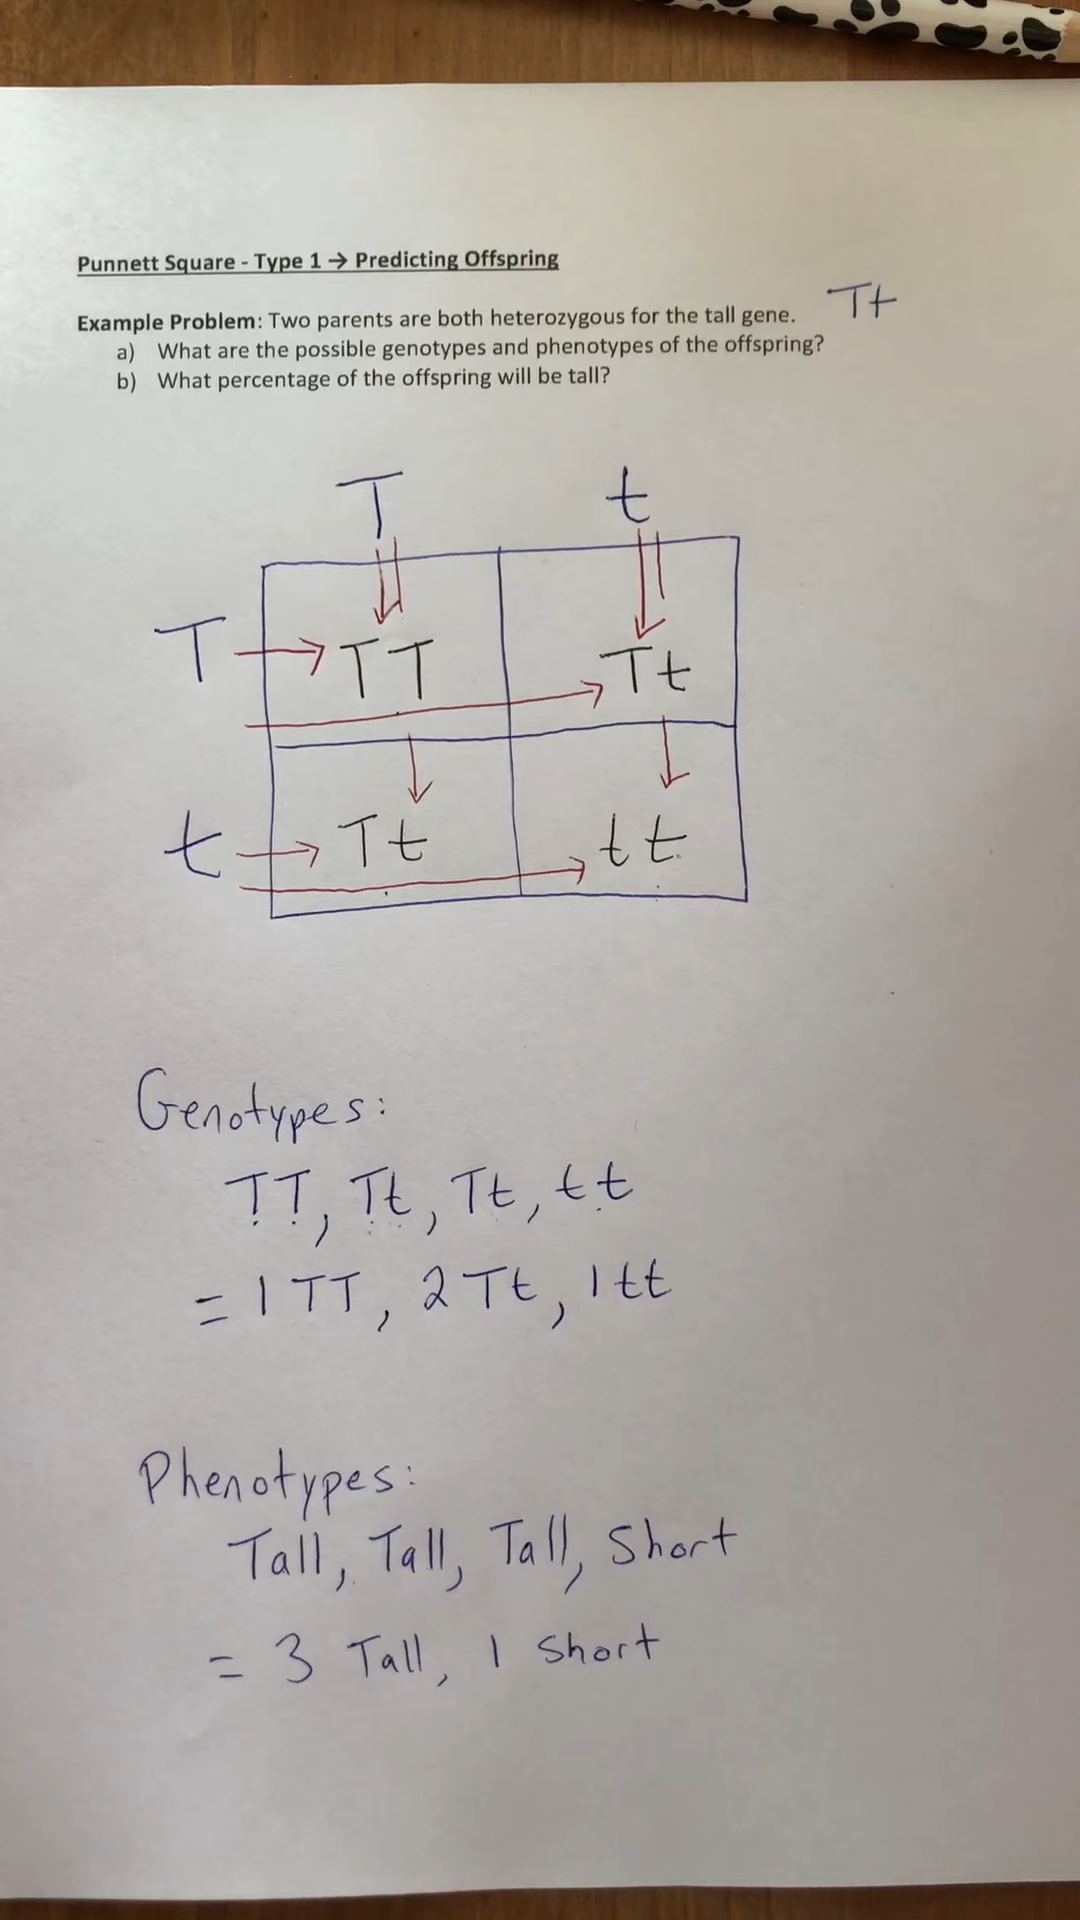 Punnett Square - Type 1 → Predicting Offspring
Example Problem: Two parents are both heterozygous for the tall gene. Tt
a) What are the possible genotypes and phenotypes of the offspring?
b) What percentage of the offspring will be tall?
T t
T TT Tt
t Tt tt
Genotypes:
TT, Tt, Tt, tt
= 1 TT, 2 Tt, 1 tt
Phenotypes:
Tall, Tall, Tall, Short
= 3 Tall, 1 Short